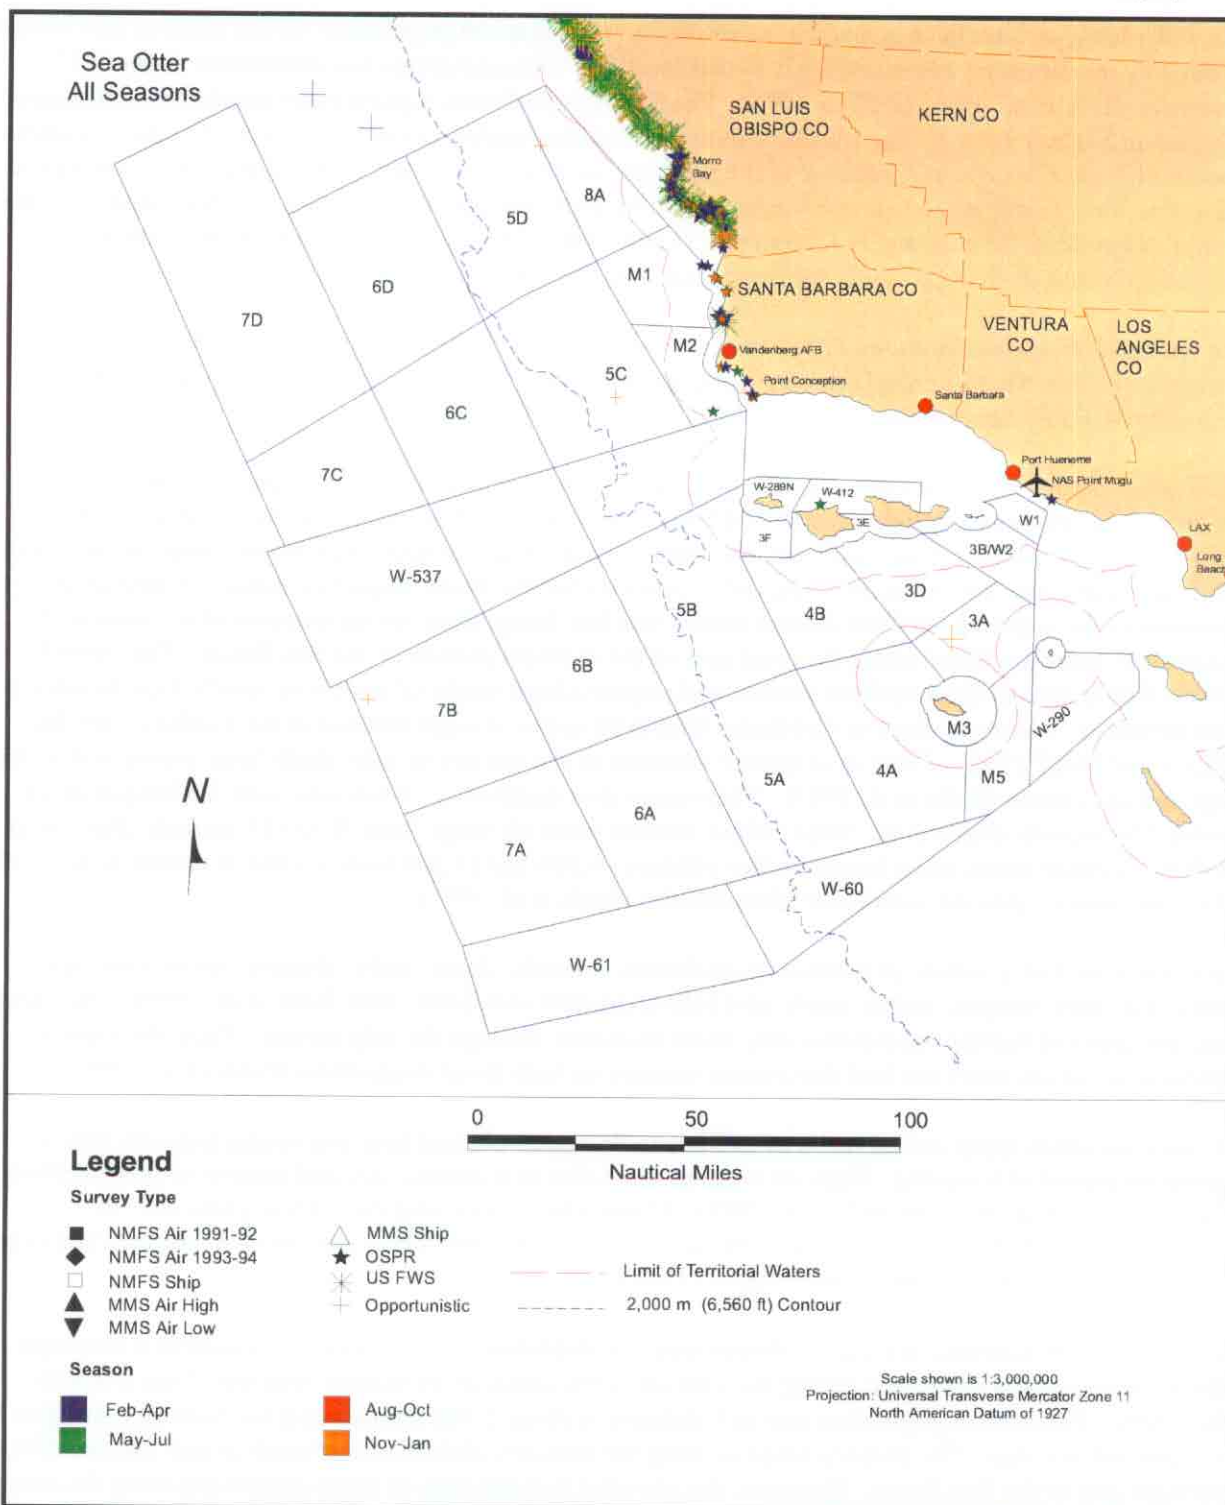 Sea Otter
All Seasons
SAN LUIS
OBISPO CO
KERN CO
Morro
Bay
8A
5D
M1
6D
7D
SANTA BARBARA CO
VENTURA
CO
LOS
ANGELES
CO
M2
Vandenberg AFB
5C
Point Conception
Santa Barbara
6C
7C
Port Hueneme
NAS Point Mugu
W-289N
W-412
W1
3E
3F
LAX
Long
Beach
3B/W2
W-537
3D
5B
4B
3A
6B
7B
M3
W-290
4A
M5
5A
N
6A
7A
W-60
W-61
0
50
100
Nautical Miles
Legend
Survey Type
NMFS Air 1991-92
NMFS Air 1993-94
NMFS Ship
MMS Air High
MMS Air Low
MMS Ship
OSPR
US FWS
Opportunistic
Limit of Territorial Waters
2,000 m (6,560 ft) Contour
Season
Feb-Apr
May-Jul
Aug-Oct
Nov-Jan
Scale shown is 1:3,000,000
Projection: Universal Transverse Mercator Zone 11
North American Datum of 1927